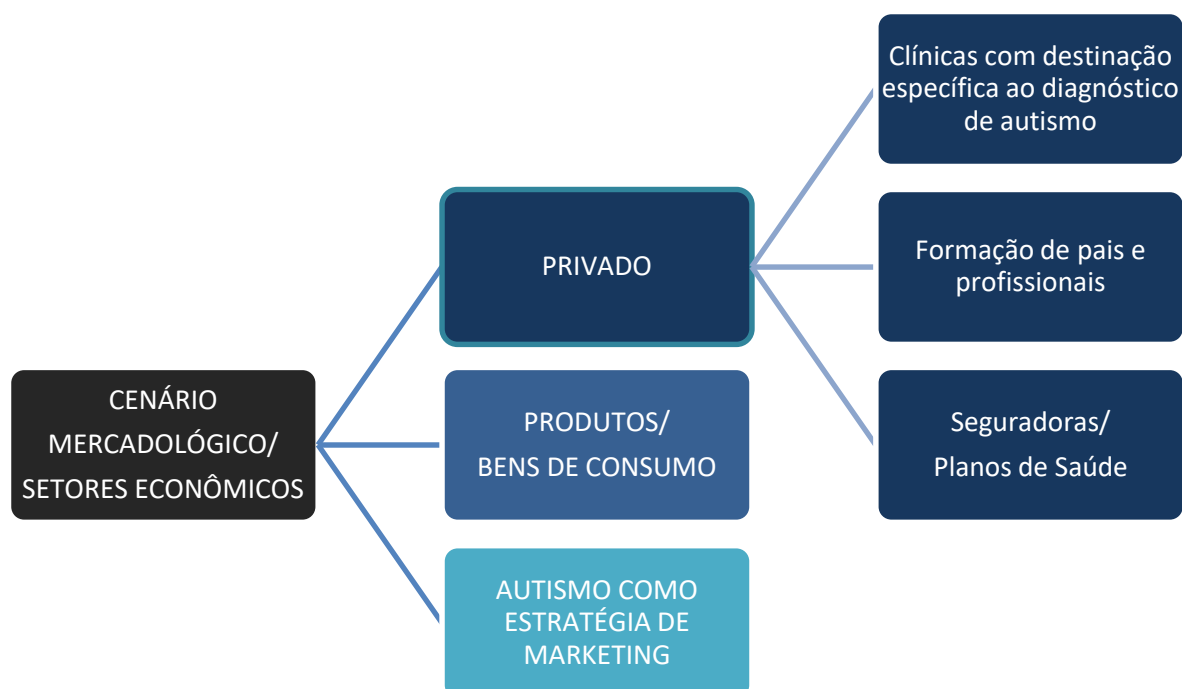 CENÁRIO
MERCADOLÓGICO/
SETORES ECONÔMICOS
PRIVADO
PRODUTOS/
BENS DE CONSUMO
AUTISMO COMO
ESTRATÉGIA DE
MARKETING
Clínicas com destinação
específica ao diagnóstico
de autismo
Formação de pais e
profissionais
Seguradoras/
Planos de Saúde